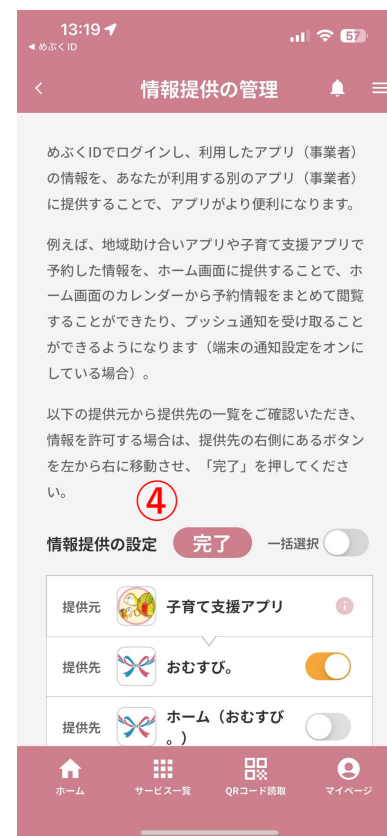 13:19
57
◀ めぶくID
情報提供の管理
めぶくIDでログインし、利用したアプリ（事業者）
の情報を、あなたが利用する別のアプリ（事業者）
に提供することで、アプリがより便利になります。
例えば、地域助け合いアプリや子育て支援アプリで
予約した情報を、ホーム画面に提供することで、ホ
ーム画面のカレンダーから予約情報をまとめて閲覧
することができたり、プッシュ通知を受け取ること
ができるようになります（端末の通知設定をオンに
している場合）。
以下の提供元から提供先の一覧をご確認いただき、
情報を許可する場合は、提供先の右側にあるボタン
を左から右に移動させ、「完了」を押してくださ
い。
④
情報提供の設定 完了 一括選択
提供元 子育て支援アプリ
提供先 おむすび。
提供先 ホーム（おむすび
。）
ホーム サービス一覧 QRコード読取 マイページ